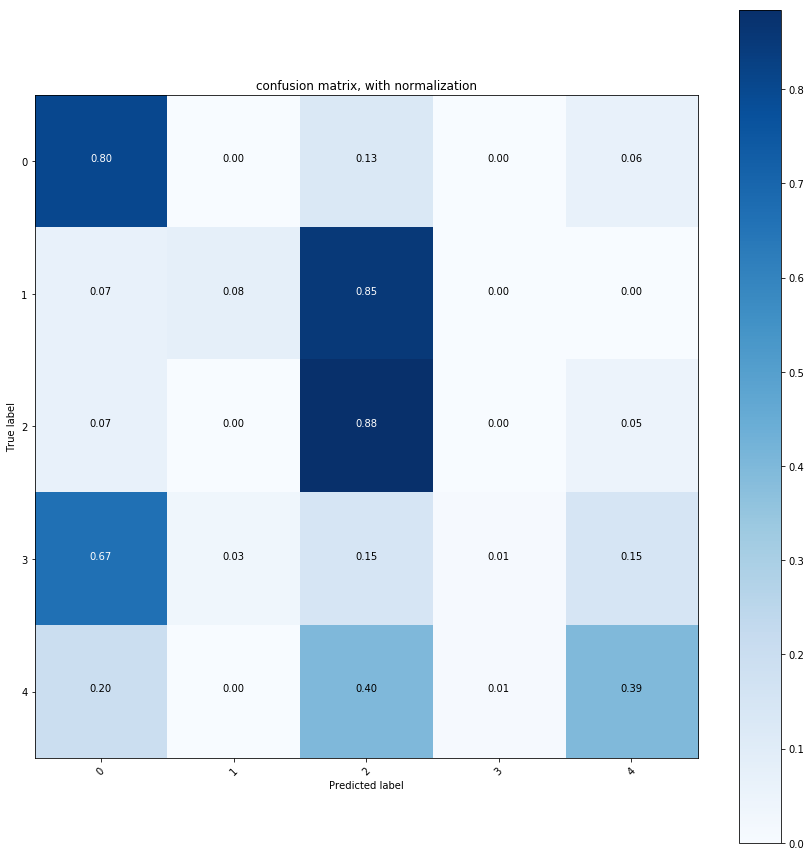 confusion matrix, with normalization
True label
0 0.80 0.00 0.13 0.00 0.06
1 0.07 0.08 0.85 0.00 0.00
2 0.07 0.00 0.88 0.00 0.05
3 0.67 0.03 0.15 0.01 0.15
4 0.20 0.00 0.40 0.01 0.39
0 1 2 3 4
Predicted label
0.8
0.7
0.6
0.5
0.4
0.3
0.2
0.1
0.0